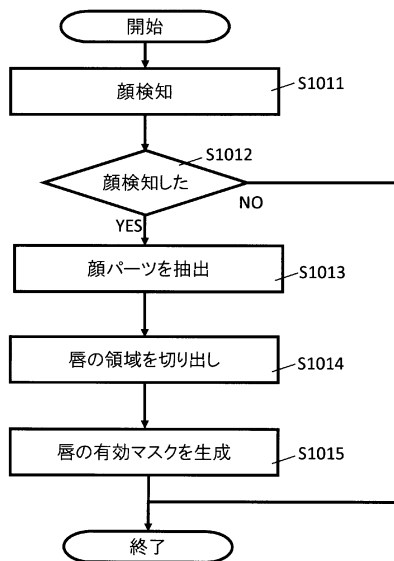 開始
顔検知
S1011
顔検知した
S1012
NO
YES
顔パーツを抽出
S1013
唇の領域を切り出し
S1014
唇の有効マスクを生成
S1015
終了